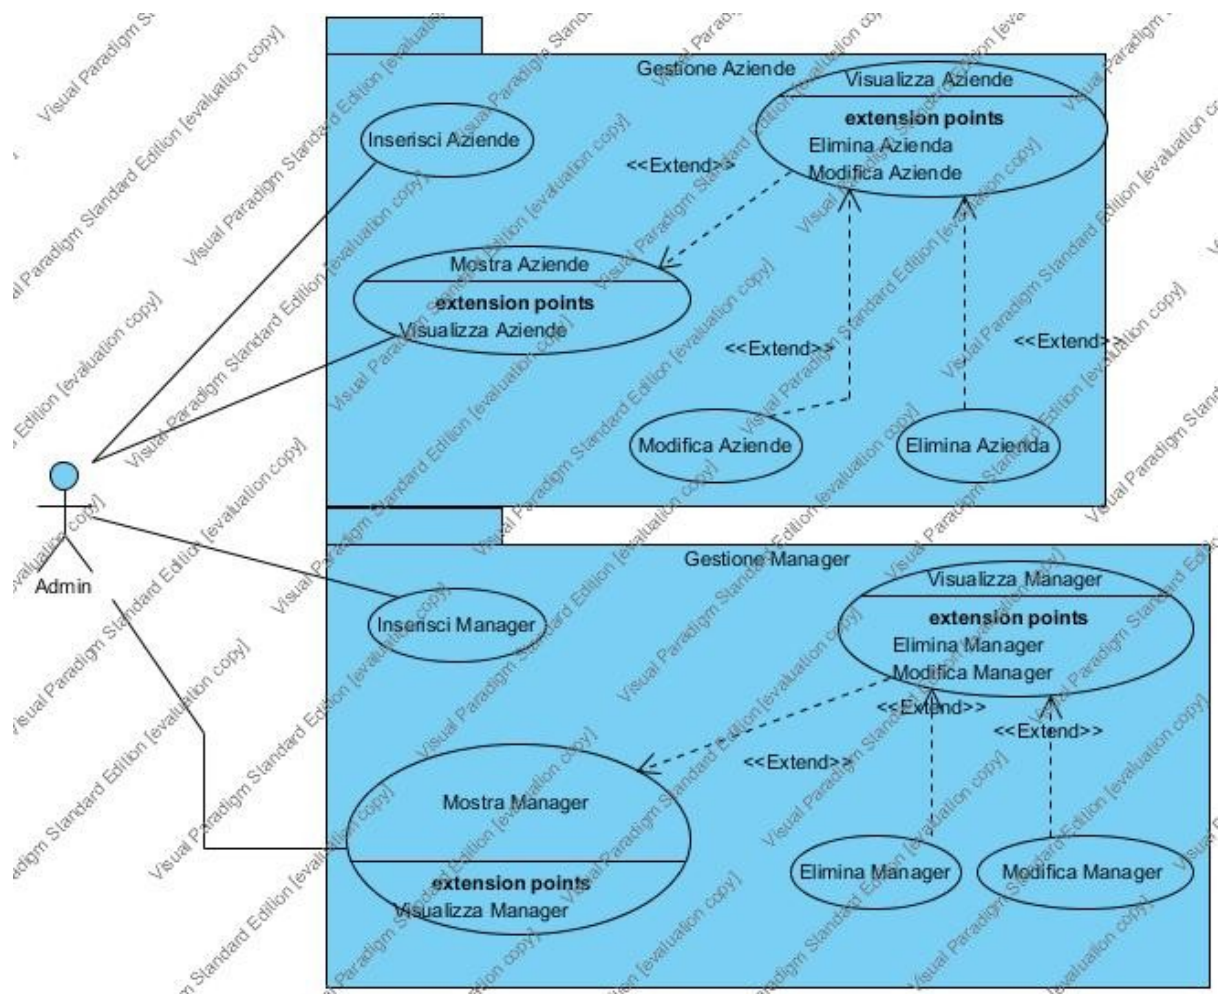 Gestione Aziende
Visualizza Aziende
extension points
Elimina Azienda
Modifica Aziende
Inserisci Aziende
<<Extend>>
Mostra Aziende
extension points
Visualizza Aziende
<<Extend>>
<<Extend>>
Modifica Aziende
Elimina Azienda
Admin
Gestione Manager
Visualizza Manager
extension points
Elimina Manager
Modifica Manager
Inserisci Manager
<<Extend>>
<<Extend>>
<<Extend>>
Mostra Manager
extension points
Visualizza Manager
Elimina Manager
Modifica Manager
Visual Paradigm Standard Edition [evaluation copy]